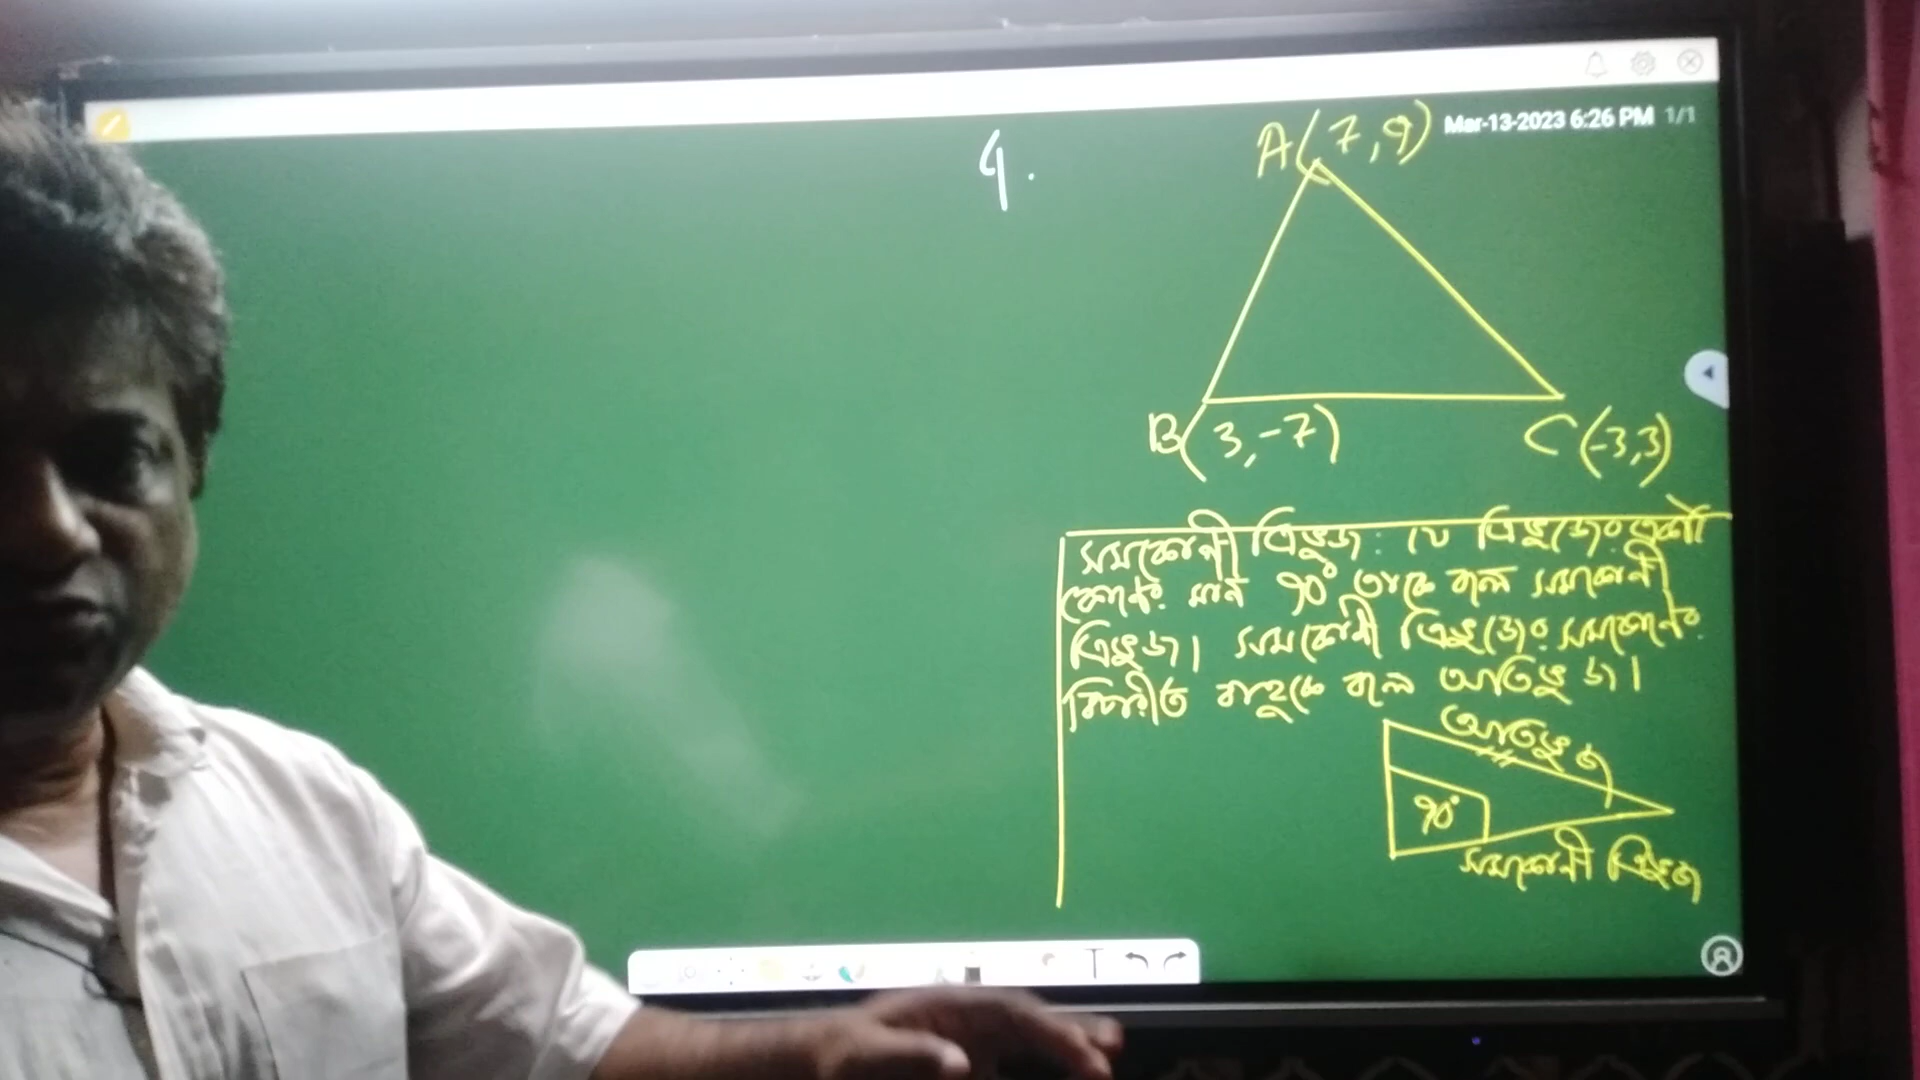 Mar-13-2023 6:26 PM 1/1
4.
A(7,9)
B(3,-7)
C(-3,3)
সমকোণী ত্রিভুজ: যে ত্রিভুজের একটা
কোণের মান 90° তাকে বলে সমকোণী
ত্রিভুজ। সমকোণী ত্রিভুজের সমকোণের
বিপরীত বাহুকে বলে অতিভুজ।
অতিভুজ
90°
সমকোণী ত্রিভুজ
T